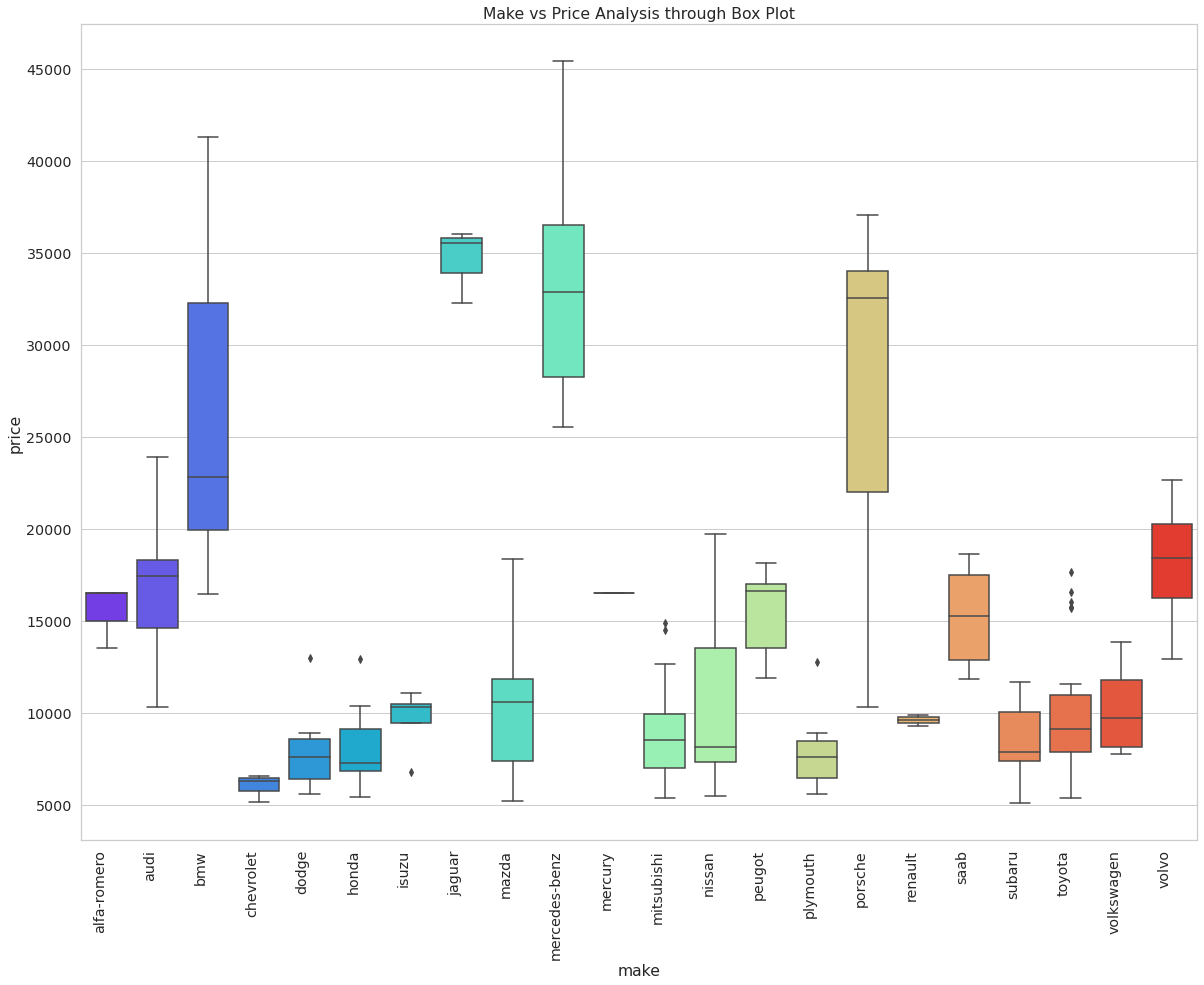 Make vs Price Analysis through Box Plot
45000
40000
35000
30000
25000
20000
15000
10000
5000
price
alfa-romero
audi
bmw
chevrolet
dodge
honda
isuzu
jaguar
mazda
mercedes-benz
mercury
mitsubishi
nissan
peugot
plymouth
porsche
renault
saab
subaru
toyota
volkswagen
volvo
make